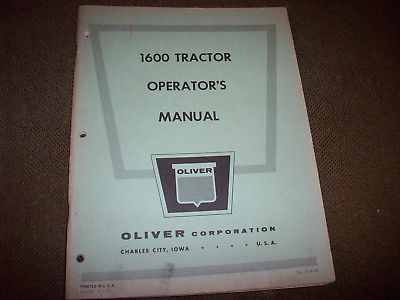 1600 TRACTOR
OPERATOR'S
MANUAL
OLIVER
OLIVER CORPORATION
CHARLES CITY, IOWA • • • • U. S. A.
PRINTED IN U. S. A.